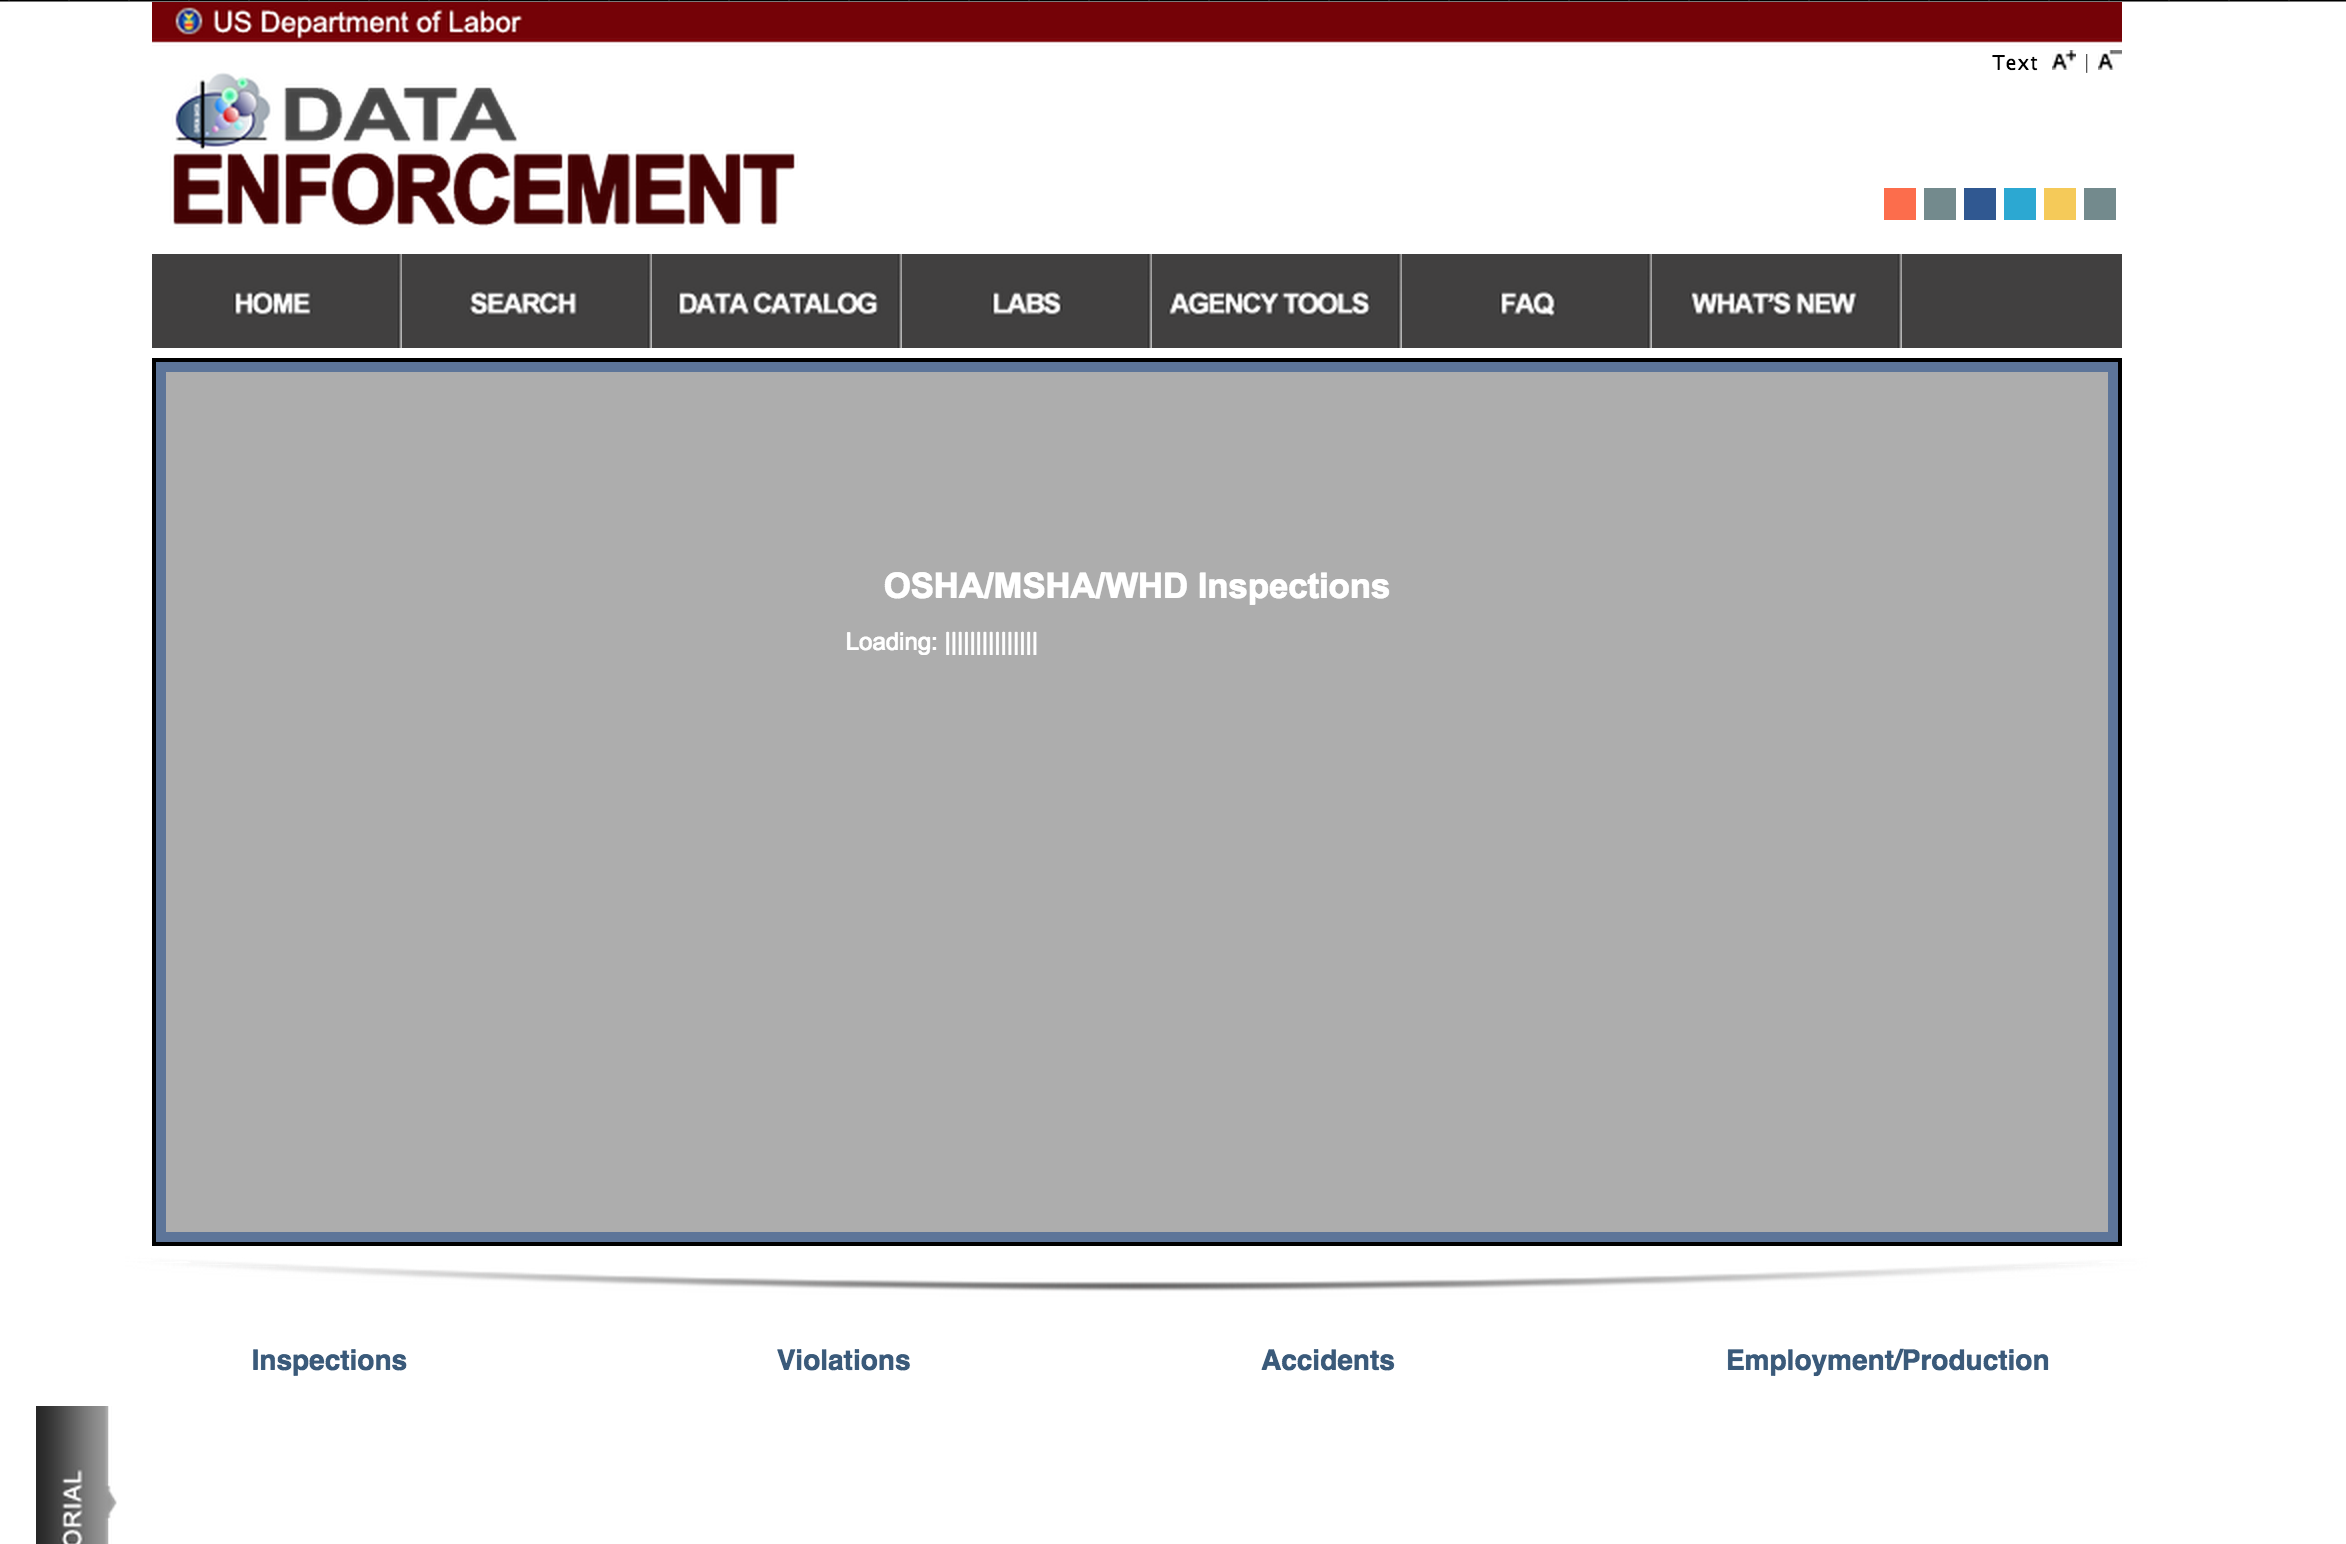 US Department of Labor
Text A+ | A-
DATA
ENFORCEMENT
HOME SEARCH DATA CATALOG LABS AGENCY TOOLS FAQ WHAT'S NEW
OSHA/MSHA/WHD Inspections
Loading: |||||||||||||||
Inspections Violations Accidents Employment/Production
ORIAL